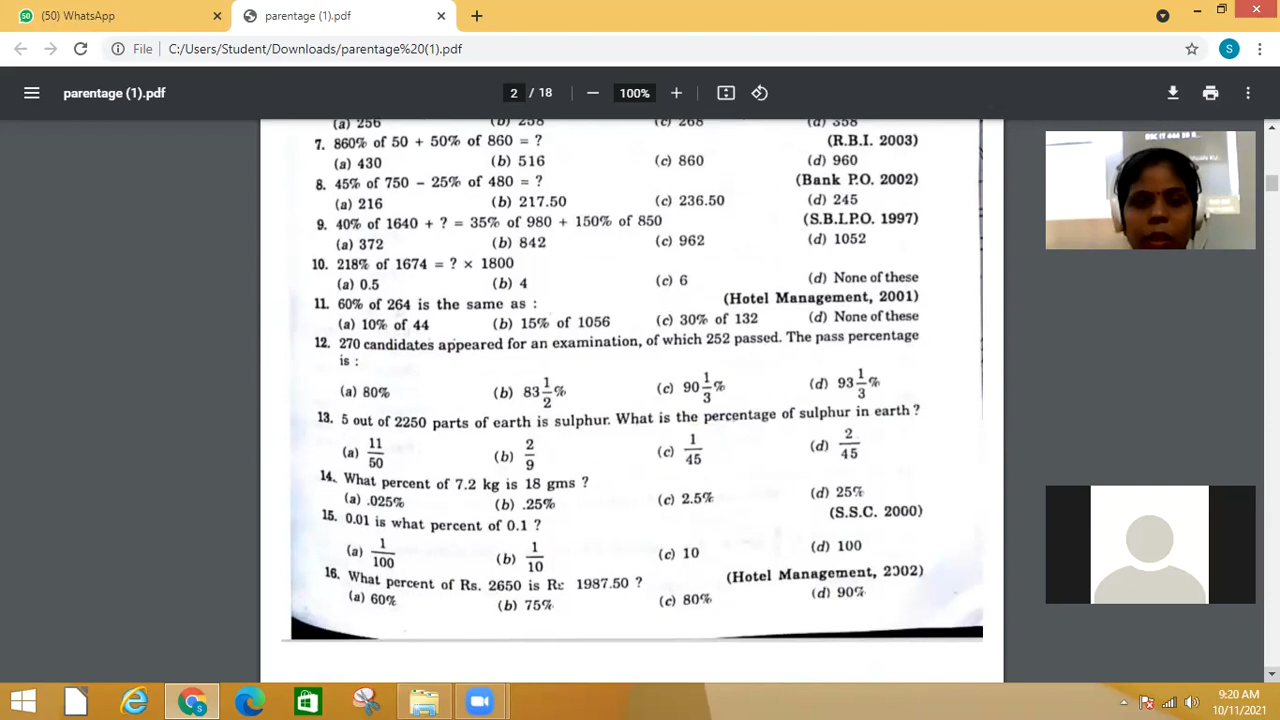 (50) WhatsApp
parentage (1).pdf
File C:/Users/Student/Downloads/parentage%20(1).pdf
S
parentage (1).pdf
2 / 18
100%
(a) 256 (b) 258 (c) 268 (d) 358
7. 860% of 50 + 50% of 860 = ? (R.B.I. 2003)
(a) 430 (b) 516 (c) 860 (d) 960
8. 45% of 750 − 25% of 480 = ? (Bank P.O. 2002)
(a) 216 (b) 217.50 (c) 236.50 (d) 245
9. 40% of 1640 + ? = 35% of 980 + 150% of 850 (S.B.I.P.O. 1997)
(a) 372 (b) 842 (c) 962 (d) 1052
10. 218% of 1674 = ? × 1800
(a) 0.5 (b) 4 (c) 6 (d) None of these
11. 60% of 264 is the same as : (Hotel Management, 2001)
(a) 10% of 44 (b) 15% of 1056 (c) 30% of 132 (d) None of these
12. 270 candidates appeared for an examination, of which 252 passed. The pass percentage
is :
(a) 80% (b) 83 1/2 % (c) 90 1/3 % (d) 93 1/3 %
13. 5 out of 2250 parts of earth is sulphur. What is the percentage of sulphur in earth ?
(a) 11/50 (b) 2/9 (c) 1/45 (d) 2/45
14. What percent of 7.2 kg is 18 gms ?
(a) .025% (b) .25% (c) 2.5% (d) 25%
15. 0.01 is what percent of 0.1 ? (S.S.C. 2000)
(a) 1/100 (b) 1/10 (c) 10 (d) 100
16. What percent of Rs. 2650 is Rs 1987.50 ? (Hotel Management, 2002)
(a) 60% (b) 75% (c) 80% (d) 90%
9:20 AM
10/11/2021